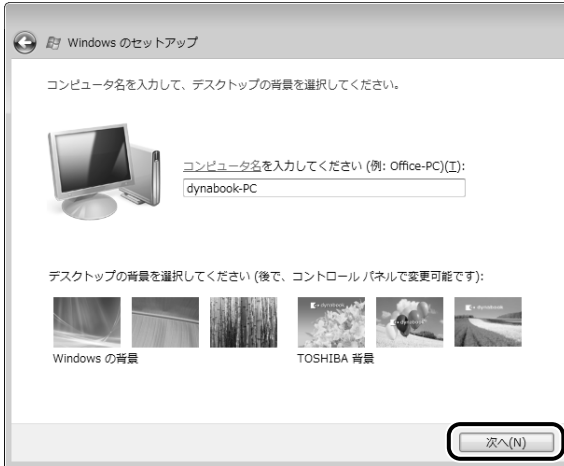 Windows のセットアップ
コンピュータ名を入力して、デスクトップの背景を選択してください。
コンピュータ名を入力してください (例: Office-PC)(T):
dynabook-PC
デスクトップの背景を選択してください (後で、コントロール パネルで変更可能です):
dynabook dynabook dynabook
Windows の背景 TOSHIBA 背景
次へ(N)